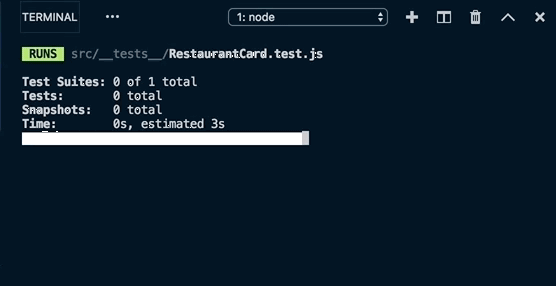 TERMINAL ... 1: node
RUNS src/__tests__/RestaurantCard.test.js
Test Suites: 0 of 1 total
Tests: 0 total
Snapshots: 0 total
Time: 0s, estimated 3s